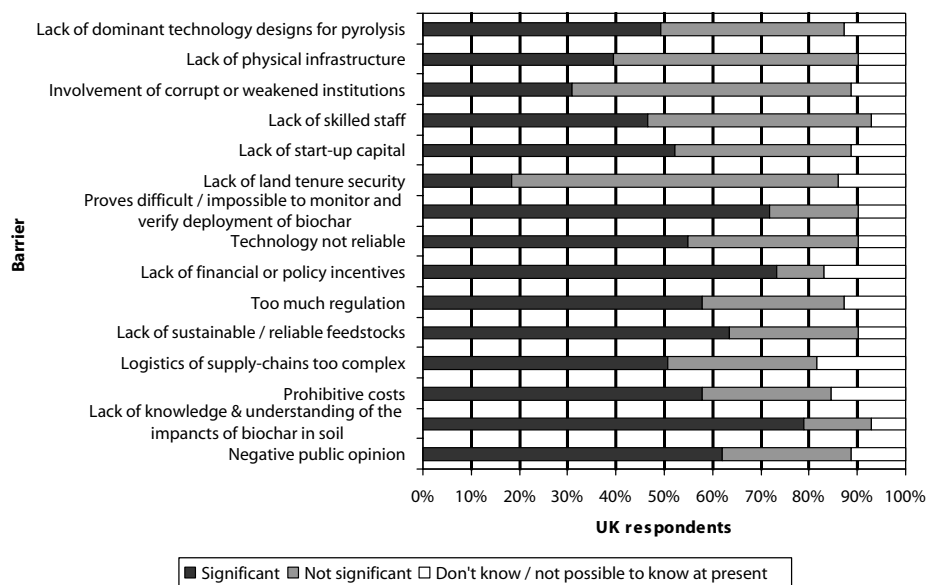 Lack of dominant technology designs for pyrolysis
Lack of physical infrastructure
Involvement of corrupt or weakened institutions
Lack of skilled staff
Lack of start-up capital
Lack of land tenure security
Proves difficult / impossible to monitor and
verify deployment of biochar
Technology not reliable
Lack of financial or policy incentives
Too much regulation
Lack of sustainable / reliable feedstocks
Logistics of supply-chains too complex
Prohibitive costs
Lack of knowledge & understanding of the
impancts of biochar in soil
Negative public opinion
Barrier
0% 10% 20% 30% 40% 50% 60% 70% 80% 90% 100%
UK respondents
Significant Not significant Don't know / not possible to know at present